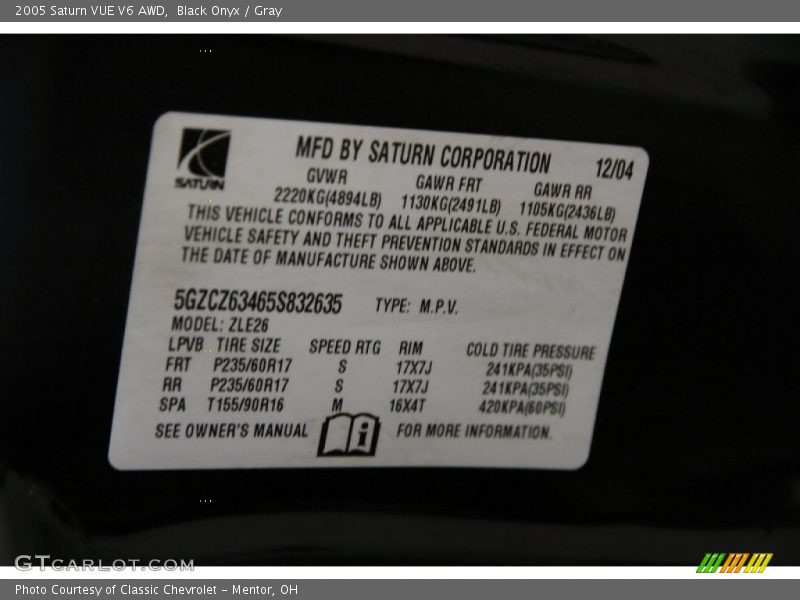 2005 Saturn VUE V6 AWD, Black Onyx / Gray
SATURN
MFD BY SATURN CORPORATION 12/04
GVWR GAWR FRT GAWR RR
2220KG(4894LB) 1130KG(2491LB) 1105KG(2436LB)
THIS VEHICLE CONFORMS TO ALL APPLICABLE U.S. FEDERAL MOTOR
VEHICLE SAFETY AND THEFT PREVENTION STANDARDS IN EFFECT ON
THE DATE OF MANUFACTURE SHOWN ABOVE.
5GZCZ63465S832635 TYPE: M.P.V.
MODEL: ZLE26
LPVB TIRE SIZE SPEED RTG RIM COLD TIRE PRESSURE
FRT P235/60R17 S 17X7J 241KPA(35PSI)
RR P235/60R17 S 17X7J 241KPA(35PSI)
SPA T155/90R16 M 16X4T 420KPA(60PSI)
SEE OWNER'S MANUAL i FOR MORE INFORMATION.
GTCARLOT.COM
Photo Courtesy of Classic Chevrolet - Mentor, OH